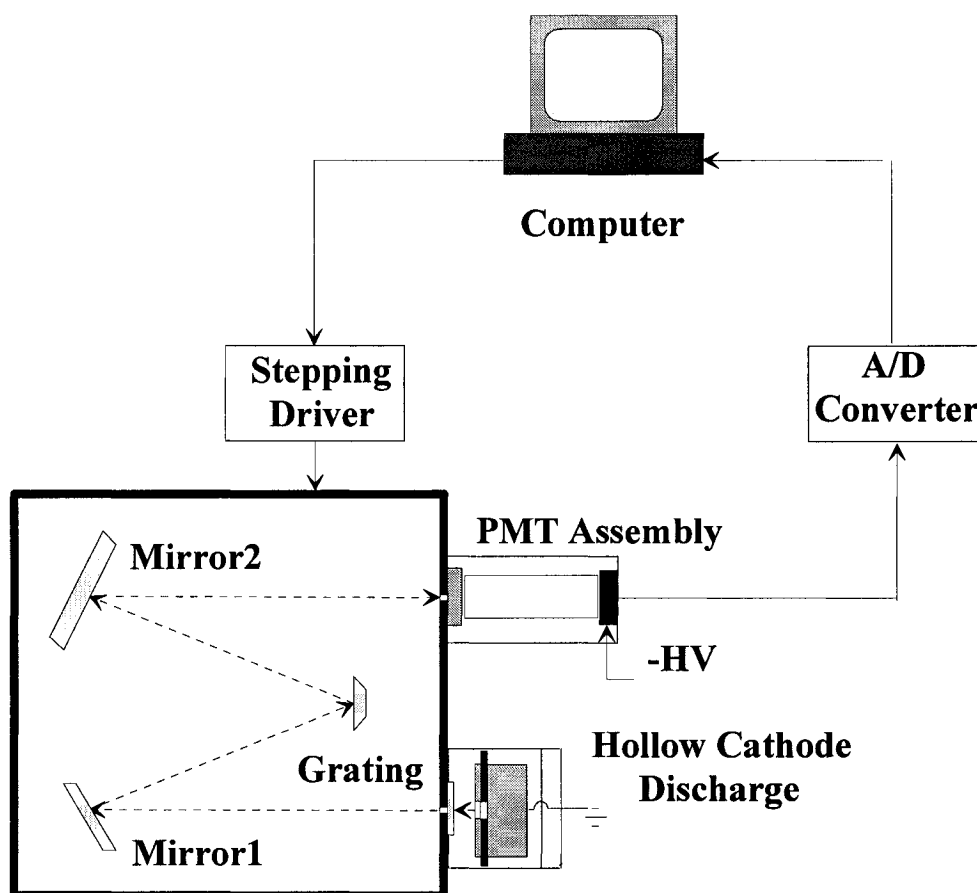 Computer
Stepping
Driver
A/D
Converter
PMT Assembly
Mirror2
-HV
Grating
Hollow Cathode
Discharge
Mirror1